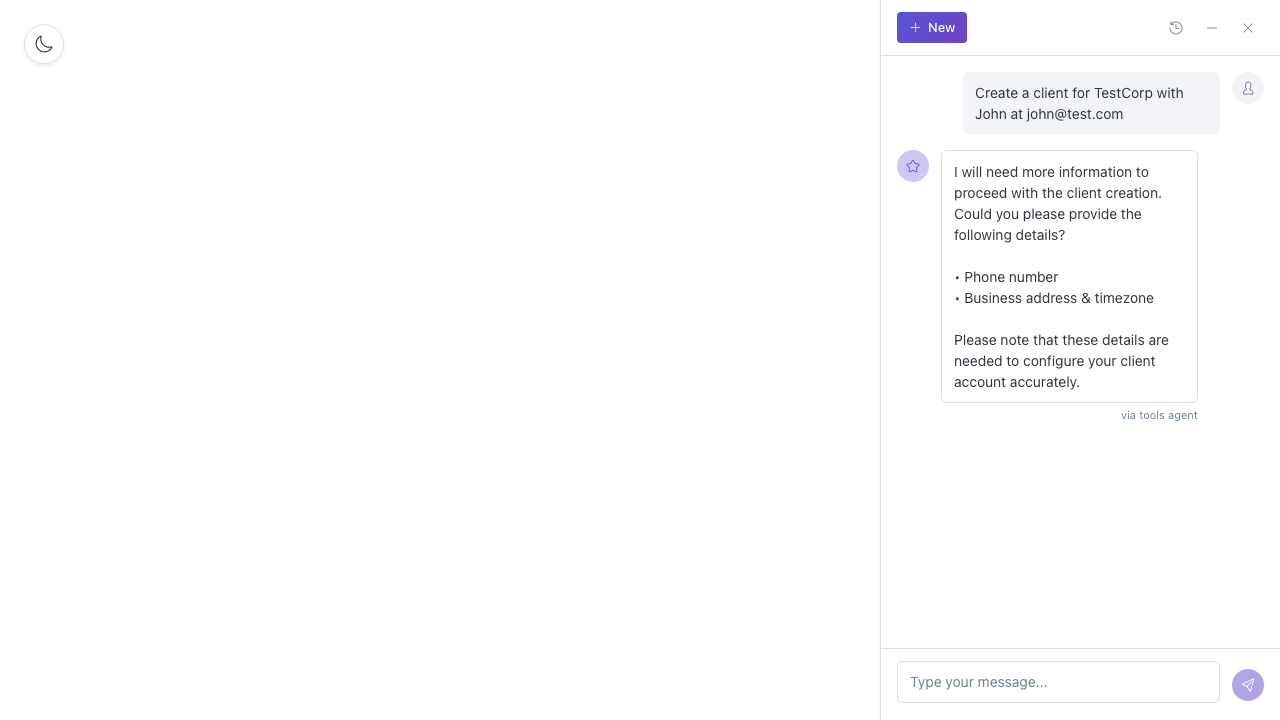 New
Create a client for TestCorp with
John at john@test.com
I will need more information to
proceed with the client creation.
Could you please provide the
following details?
• Phone number
• Business address & timezone
Please note that these details are
needed to configure your client
account accurately.
via tools agent
Type your message...